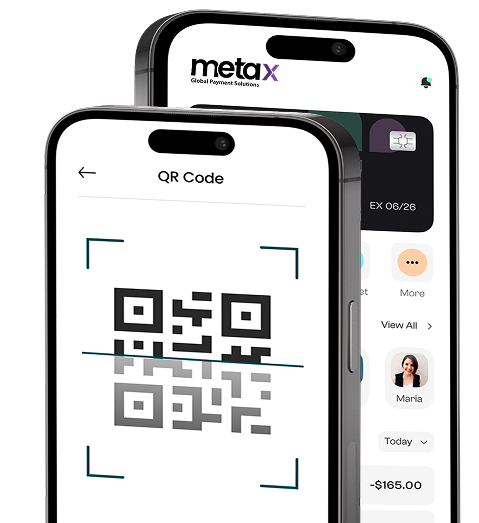 metax
Global Payment Solutions
EX 06/26
More
View All
Maria
Today
-$165.00
QR Code